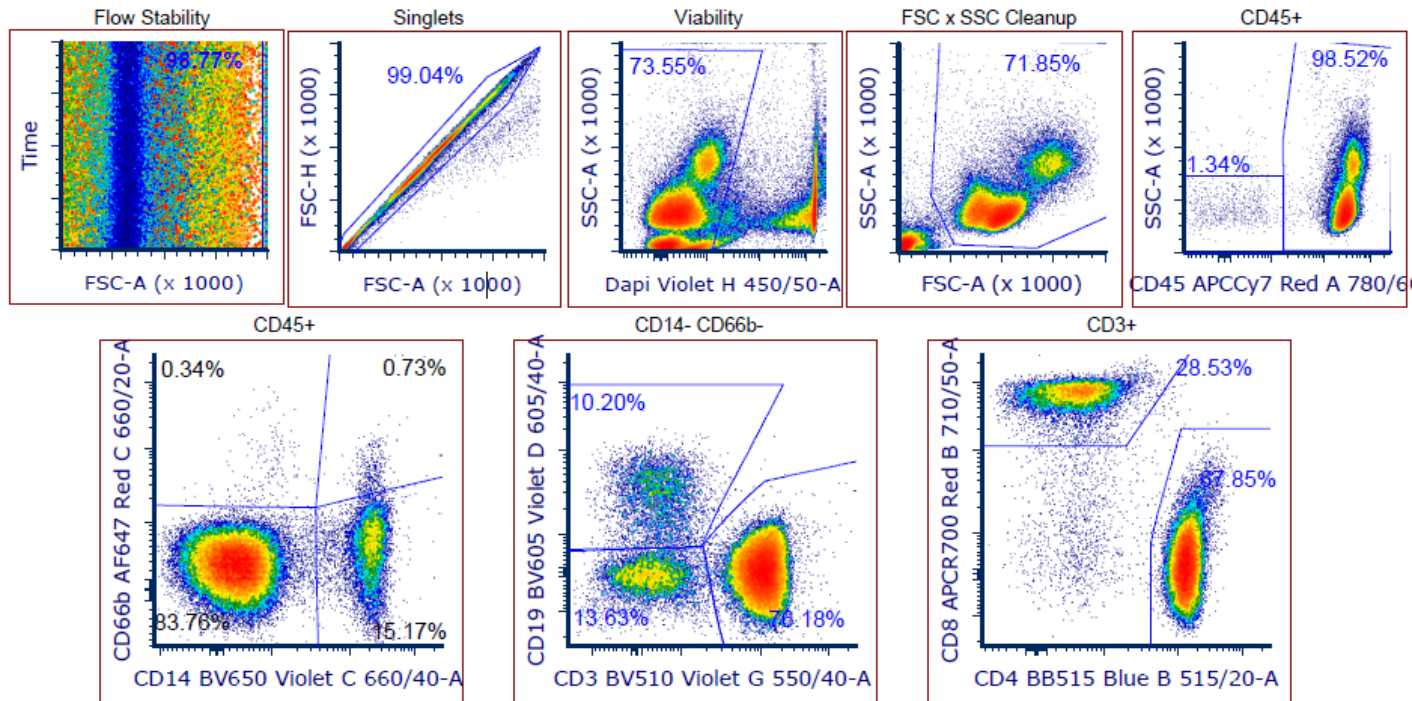 Flow Stability
Singlets
Viability
FSC x SSC Cleanup
CD45+
98.77%
Time
FSC-A (x 1000)
99.04%
FSC-H (x 1000)
FSC-A (x 1000)
73.55%
SSC-A (x 1000)
Dapi Violet H 450/50-A
71.85%
SSC-A (x 1000)
FSC-A (x 1000)
98.52%
1.34%
SSC-A (x 1000)
CD45 APCCy7 Red A 780/60
CD45+
CD14- CD66b-
CD3+
0.34%
0.73%
83.76%
15.17%
CD66b AF647 Red C 660/20-A
CD14 BV650 Violet C 660/40-A
10.20%
13.63%
76.18%
CD19 BV605 Violet D 605/40-A
CD3 BV510 Violet G 550/40-A
28.53%
67.85%
CD8 APCR700 Red B 710/50-A
CD4 BB515 Blue B 515/20-A